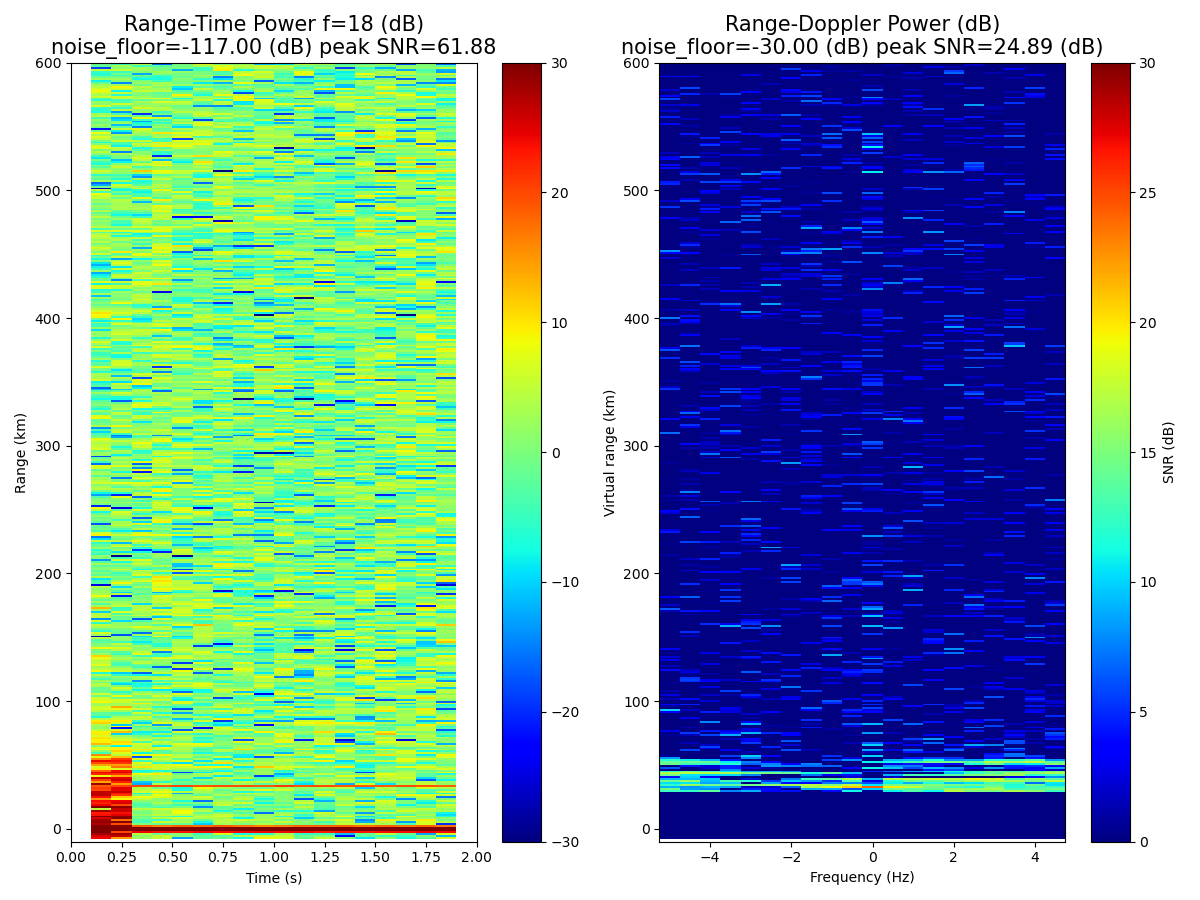 Range-Time Power f=18 (dB)
noise_floor=-117.00 (dB) peak SNR=61.88
Range (km)
600
500
400
300
200
100
0
0.00 0.25 0.50 0.75 1.00 1.25 1.50 1.75 2.00
Time (s)
30
20
10
0
−10
−20
−30
Range-Doppler Power (dB)
noise_floor=-30.00 (dB) peak SNR=24.89 (dB)
Virtual range (km)
600
500
400
300
200
100
0
−4 −2 0 2 4
Frequency (Hz)
30
25
20
15
10
5
0
SNR (dB)